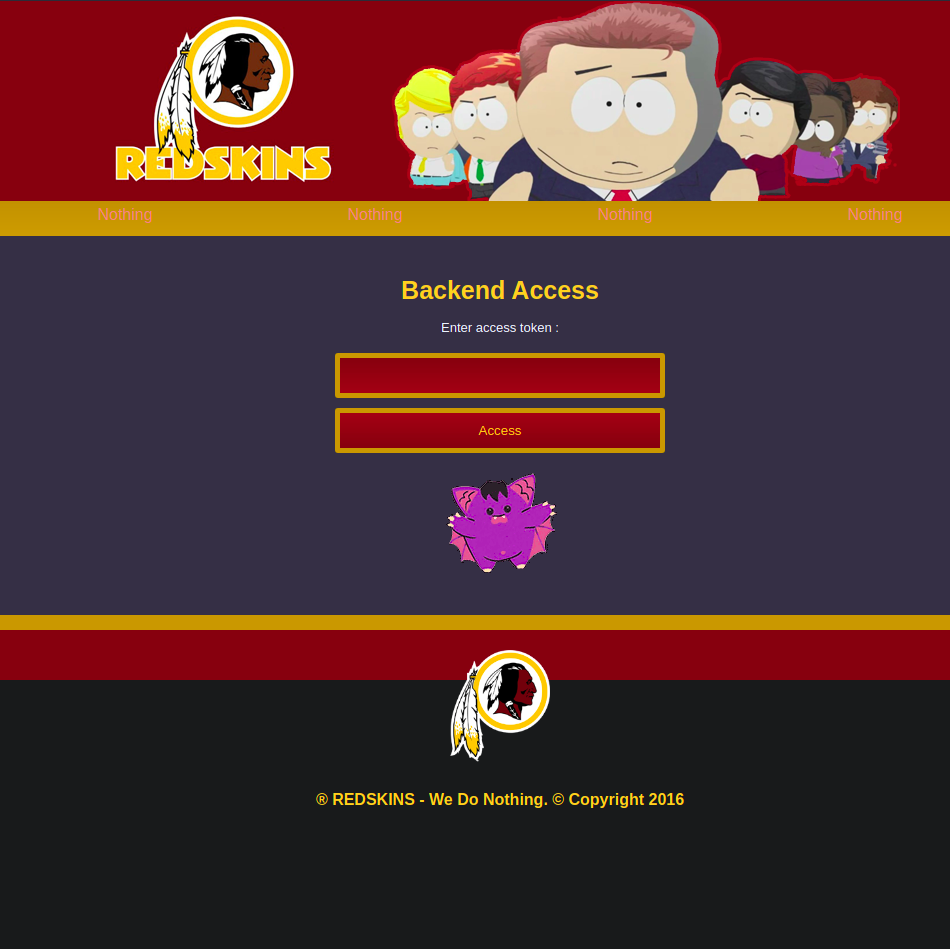 REDSKINS
Nothing Nothing Nothing Nothing
Backend Access
Enter access token :
Access
® REDSKINS - We Do Nothing. © Copyright 2016